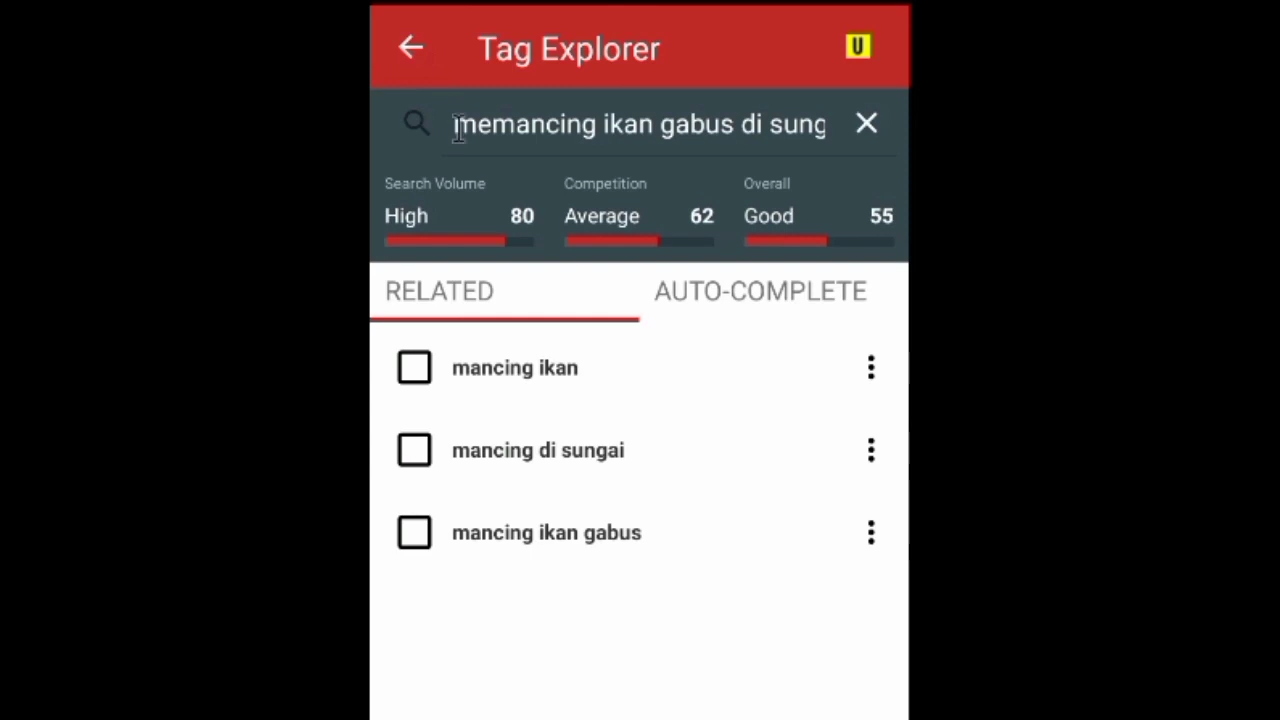 Tag Explorer
U
memancing ikan gabus di sung
Search Volume
Competition
Overall
High 80
Average 62
Good 55
RELATED
AUTO-COMPLETE
mancing ikan
mancing di sungai
mancing ikan gabus